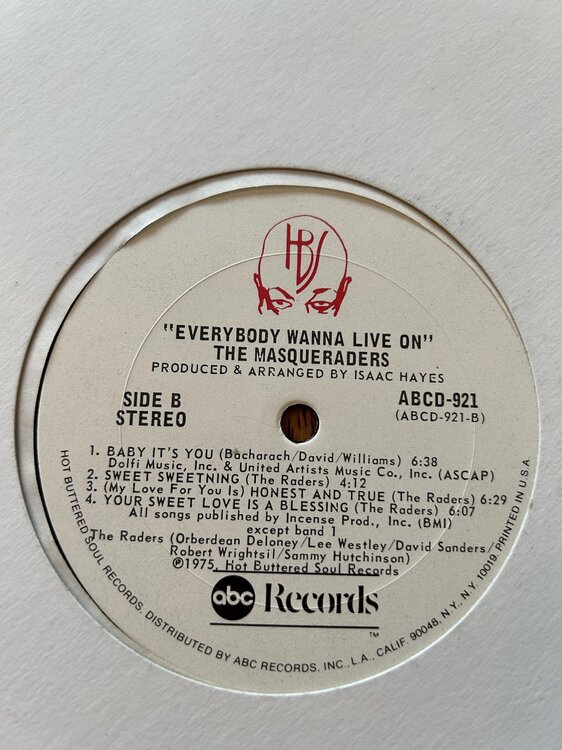 HBS
"EVERYBODY WANNA LIVE ON"
THE MASQUERADERS
PRODUCED & ARRANGED BY ISAAC HAYES
SIDE B
STEREO
ABCD-921
(ABCD-921-B)
1. BABY IT'S YOU (Bacharach/David/Williams) 6:38
Dolfi Music, Inc. & United Artists Music Co., Inc. (ASCAP)
2. SWEET SWEETNING (The Raders) 4:12
3. (My Love For You Is) HONEST AND TRUE (The Raders) 6:29
4. YOUR SWEET LOVE IS A BLESSING (The Raders) 6:07
All songs published by Incense Prod., Inc. (BMI)
except band 1
The Raders (Orberdean Deloney/Lee Westley/David Sanders/
Robert Wrightsil/Sammy Hutchinson)
℗1975, Hot Buttered Soul Records
abc Records
TM
HOT BUTTERED SOUL RECORDS, DISTRIBUTED BY ABC RECORDS, INC., L.A., CALIF. 90048, N.Y., N.Y. 10019. PRINTED IN U.S.A.